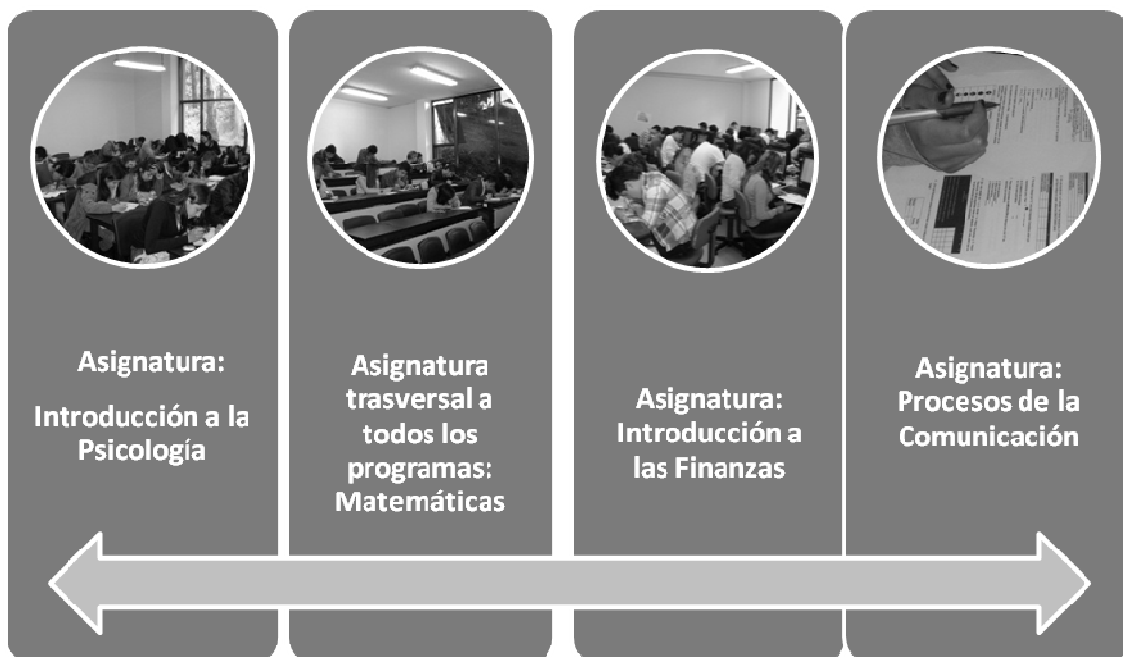 Asignatura:
Introducción a la
Psicología
Asignatura
trasversal a
todos los
programas:
Matemáticas
Asignatura:
Introducción a
las Finanzas
Asignatura:
Procesos de la
Comunicación